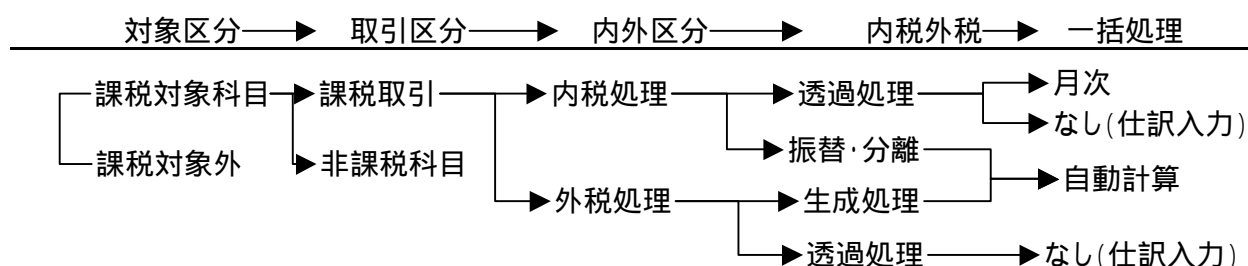 対象区分 取引区分 内外区分 内税外税 一括処理
課税対象科目 課税取引 内税処理 透過処理 月次
なし(仕訳入力)
課税対象外 非課税科目 振替・分離 自動計算
外税処理 生成処理
透過処理 なし(仕訳入力)